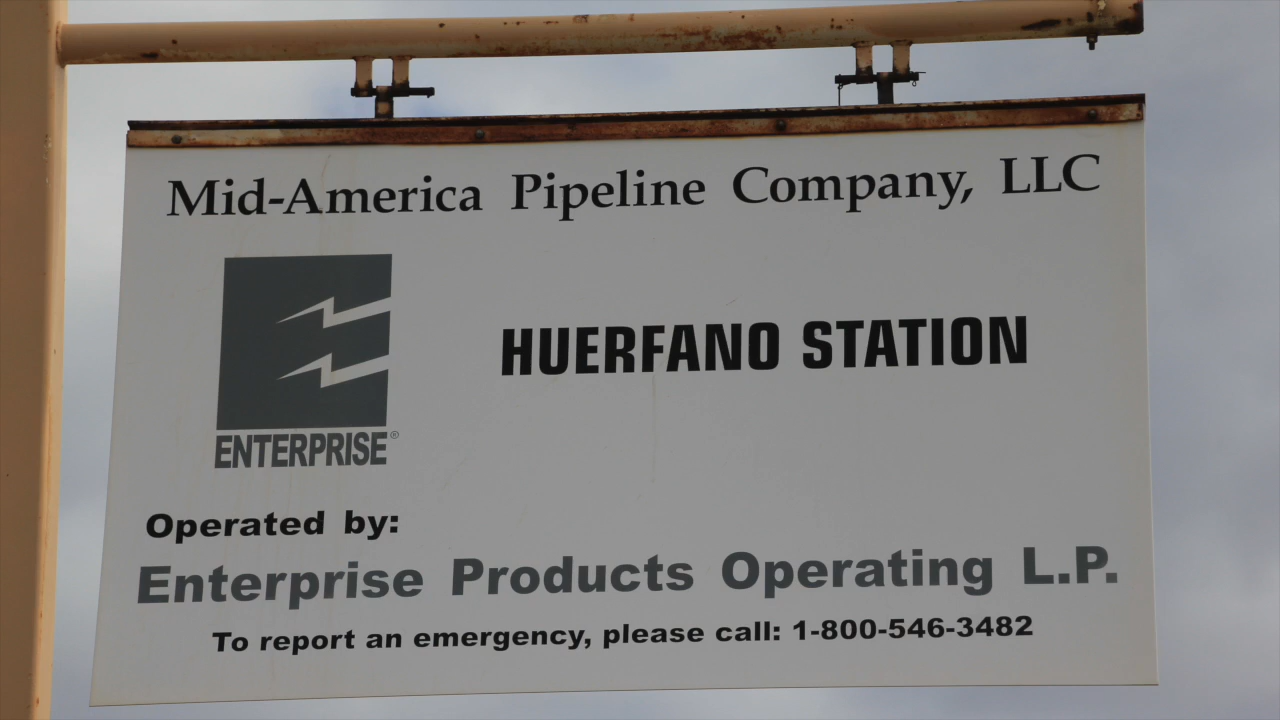 Mid-America Pipeline Company, LLC
HUERFANO STATION
ENTERPRISE®
Operated by:
Enterprise Products Operating L.P.
To report an emergency, please call: 1-800-546-3482